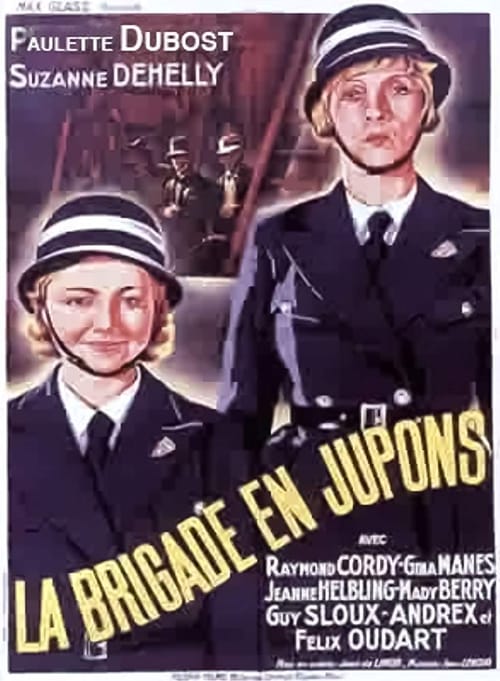 MAX GLASS
PAULETTE DUBOST
SUZANNE DEHELLY
LA BRIGADE EN JUPONS
AVEC
RAYMOND CORDY-GINA MANES
JEANNE HELBLING-MADY BERRY
GUY SLOUX-ANDREX et
FELIX OUDART